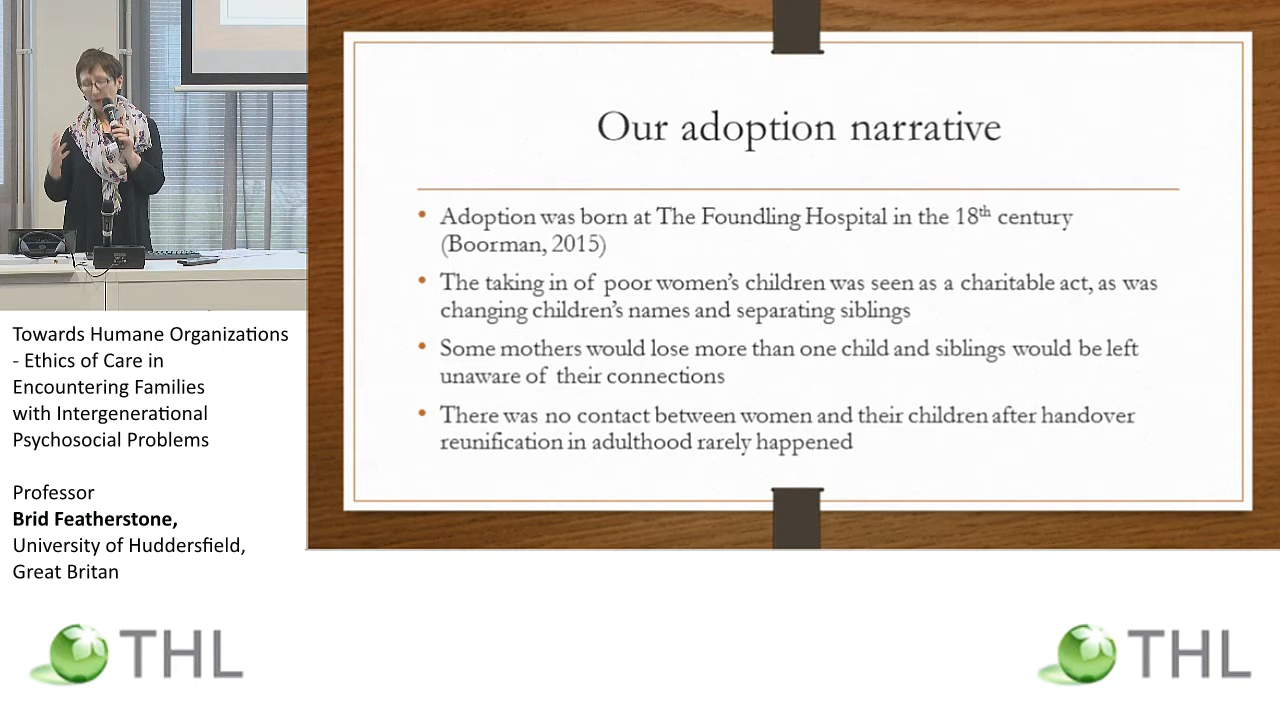 Our adoption narrative
• Adoption was born at The Foundling Hospital in the 18th century
(Boorman, 2015)
• The taking in of poor women's children was seen as a charitable act, as was
changing children's names and separating siblings
• Some mothers would lose more than one child and siblings would be left
unaware of their connections
• There was no contact between women and their children after handover
reunification in adulthood rarely happened
Towards Humane Organizations
- Ethics of Care in
Encountering Families
with Intergenerational
Psychosocial Problems
Professor
Brid Featherstone,
University of Huddersfield,
Great Britan
THL
THL